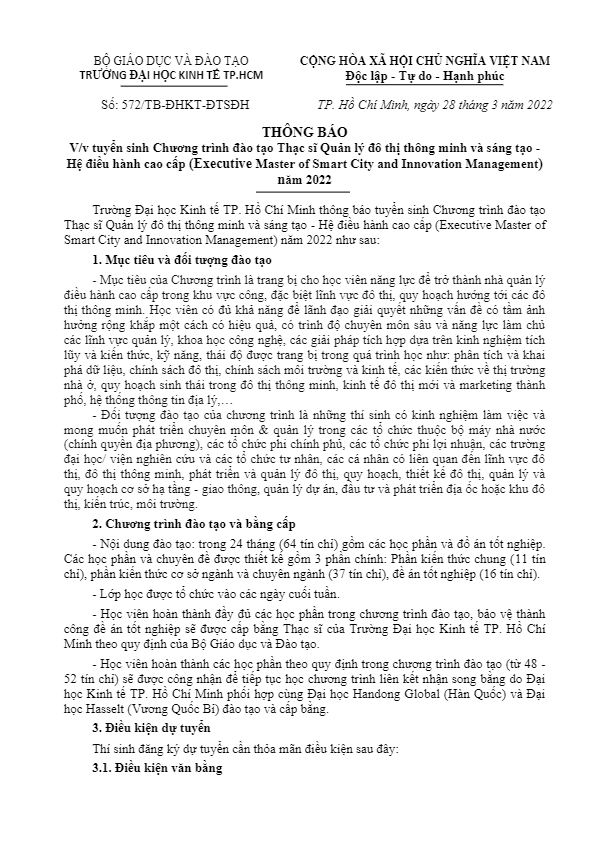 BỘ GIÁO DỤC VÀ ĐÀO TẠO
TRƯỜNG ĐẠI HỌC KINH TẾ TP.HCM
CỘNG HÒA XÃ HỘI CHỦ NGHĨA VIỆT NAM
Độc lập - Tự do - Hạnh phúc
Số: 572/TB-ĐHKT-ĐTSĐH
TP. Hồ Chí Minh, ngày 28 tháng 3 năm 2022
THÔNG BÁO
V/v tuyển sinh Chương trình đào tạo Thạc sĩ Quản lý đô thị thông minh và sáng tạo -
Hệ điều hành cao cấp (Executive Master of Smart City and Innovation Management)
năm 2022
Trường Đại học Kinh tế TP. Hồ Chí Minh thông báo tuyển sinh Chương trình đào tạo
Thạc sĩ Quản lý đô thị thông minh và sáng tạo - Hệ điều hành cao cấp (Executive Master of
Smart City and Innovation Management) năm 2022 như sau:
1. Mục tiêu và đối tượng đào tạo
- Mục tiêu của Chương trình là trang bị cho học viên năng lực để trở thành nhà quản lý
điều hành cao cấp trong khu vực công, đặc biệt lĩnh vực đô thị, quy hoạch hướng tới các đô
thị thông minh. Học viên có đủ khả năng để lãnh đạo giải quyết những vấn đề có tầm ảnh
hưởng rộng khắp một cách có hiệu quả, có trình độ chuyên môn sâu và năng lực làm chủ
các lĩnh vực quản lý, khoa học công nghệ, các giải pháp tích hợp dựa trên kinh nghiệm tích
lũy và kiến thức, kỹ năng, thái độ được trang bị trong quá trình học như: phân tích và khai
phá dữ liệu, chính sách đô thị, chính sách môi trường và kinh tế, các kiến thức về thị trường
nhà ở, quy hoạch sinh thái trong đô thị thông minh, kinh tế đô thị mới và marketing thành
phố, hệ thống thông tin địa lý,…
- Đối tượng đào tạo của chương trình là những thí sinh có kinh nghiệm làm việc và
mong muốn phát triển chuyên môn & quản lý trong các tổ chức thuộc bộ máy nhà nước
(chính quyền địa phương), các tổ chức phi chính phủ, các tổ chức phi lợi nhuận, các trường
đại học/ viện nghiên cứu và các tổ chức tư nhân, các cá nhân có liên quan đến lĩnh vực đô
thị, đô thị thông minh, phát triển và quản lý đô thị, quy hoạch, thiết kế đô thị, quản lý và
quy hoạch cơ sở hạ tầng - giao thông, quản lý dự án, đầu tư và phát triển địa ốc hoặc khu đô
thị, kiến trúc, môi trường.
2. Chương trình đào tạo và bằng cấp
- Nội dung đào tạo: trong 24 tháng (64 tín chỉ) gồm các học phần và đồ án tốt nghiệp.
Các học phần và chuyên đề được thiết kế gồm 3 phần chính: Phần kiến thức chung (11 tín
chỉ), phần kiến thức cơ sở ngành và chuyên ngành (37 tín chỉ), đề án tốt nghiệp (16 tín chỉ).
- Lớp học được tổ chức vào các ngày cuối tuần.
- Học viên hoàn thành đầy đủ các học phần trong chương trình đào tạo, bảo vệ thành
công đề án tốt nghiệp sẽ được cấp bằng Thạc sĩ của Trường Đại học Kinh tế TP. Hồ Chí
Minh theo quy định của Bộ Giáo dục và Đào tạo.
- Học viên hoàn thành các học phần theo quy định trong chương trình đào tạo (từ 48 -
52 tín chỉ) sẽ được công nhận để tiếp tục học chương trình liên kết nhận song bằng do Đại
học Kinh tế TP. Hồ Chí Minh phối hợp cùng Đại học Handong Global (Hàn Quốc) và Đại
học Hasselt (Vương Quốc Bỉ) đào tạo và cấp bằng.
3. Điều kiện dự tuyển
Thí sinh đăng ký dự tuyển cần thỏa mãn điều kiện sau đây:
3.1. Điều kiện văn bằng